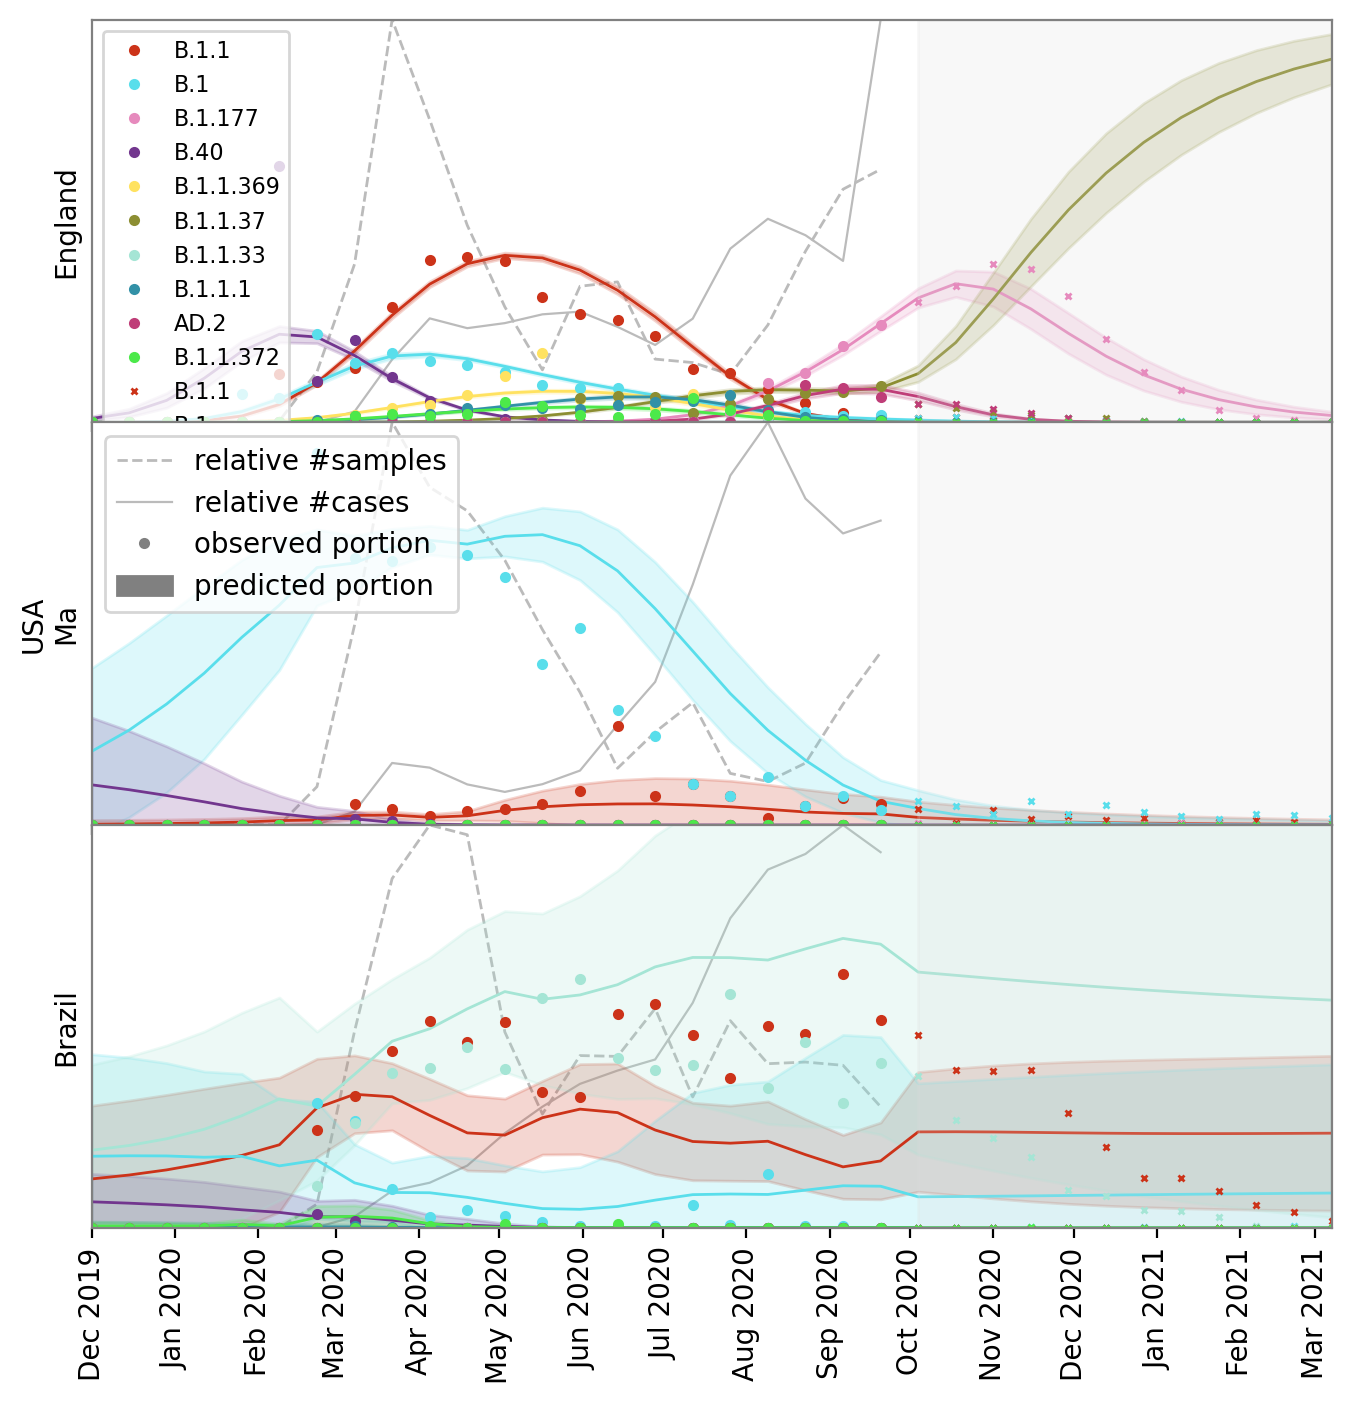 England
B.1.1
B.1
B.1.177
B.40
B.1.1.369
B.1.1.37
B.1.1.33
B.1.1.1
AD.2
B.1.1.372
B.1.1
B.1
USA
Ma
relative #samples
relative #cases
observed portion
predicted portion
Brazil
Dec 2019
Jan 2020
Feb 2020
Mar 2020
Apr 2020
May 2020
Jun 2020
Jul 2020
Aug 2020
Sep 2020
Oct 2020
Nov 2020
Dec 2020
Jan 2021
Feb 2021
Mar 2021